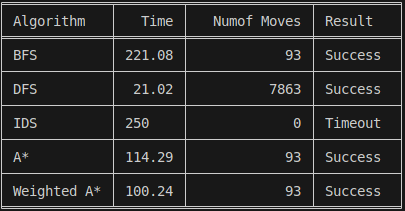 Algorithm Time Numof Moves Result
BFS 221.08 93 Success
DFS 21.02 7863 Success
IDS 250 0 Timeout
A* 114.29 93 Success
Weighted A* 100.24 93 Success